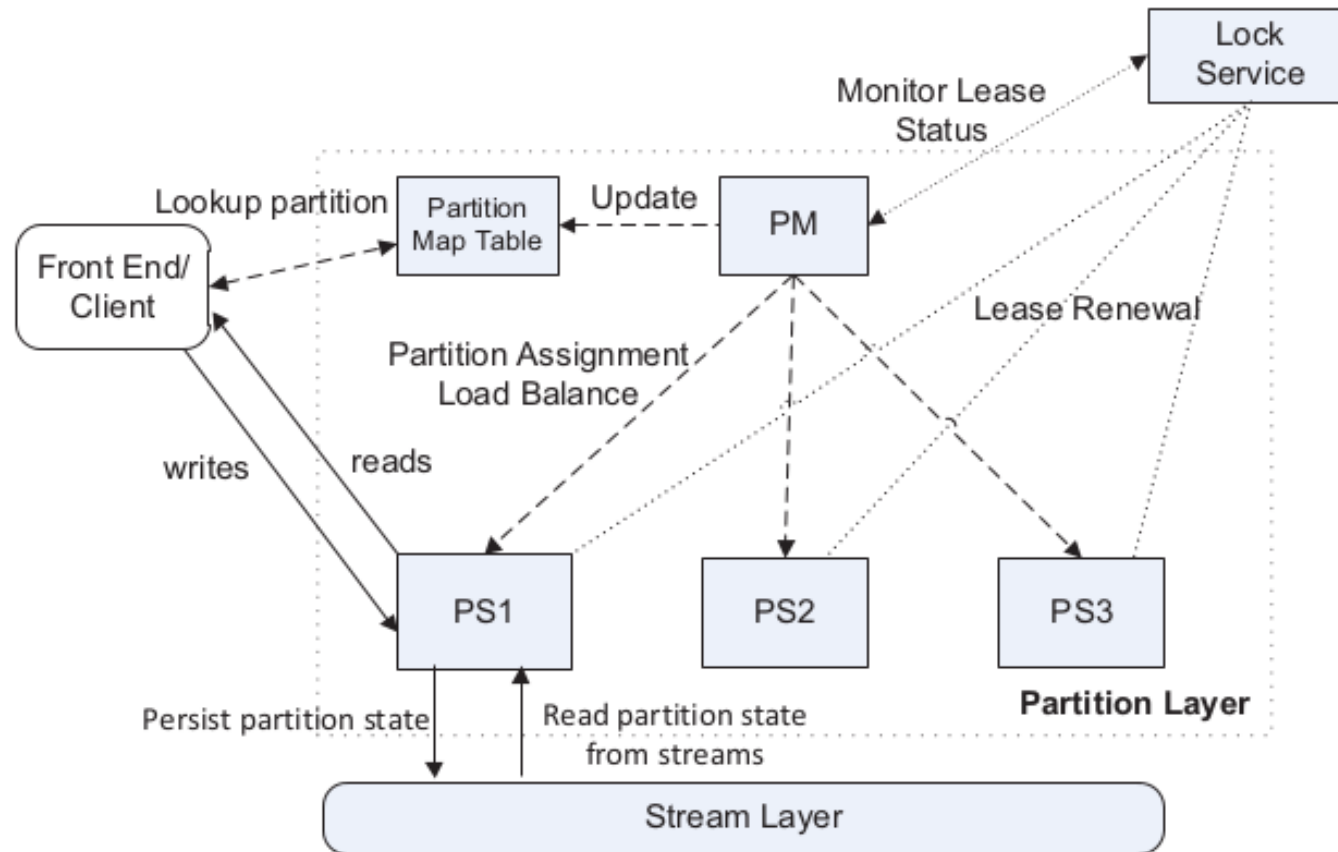 Lock
Service
Monitor Lease
Status
Lookup partition
Partition
Map Table
Update
PM
Front End/
Client
Lease Renewal
Partition Assignment
Load Balance
writes
reads
PS1
PS2
PS3
Partition Layer
Persist partition state
Read partition state
from streams
Stream Layer